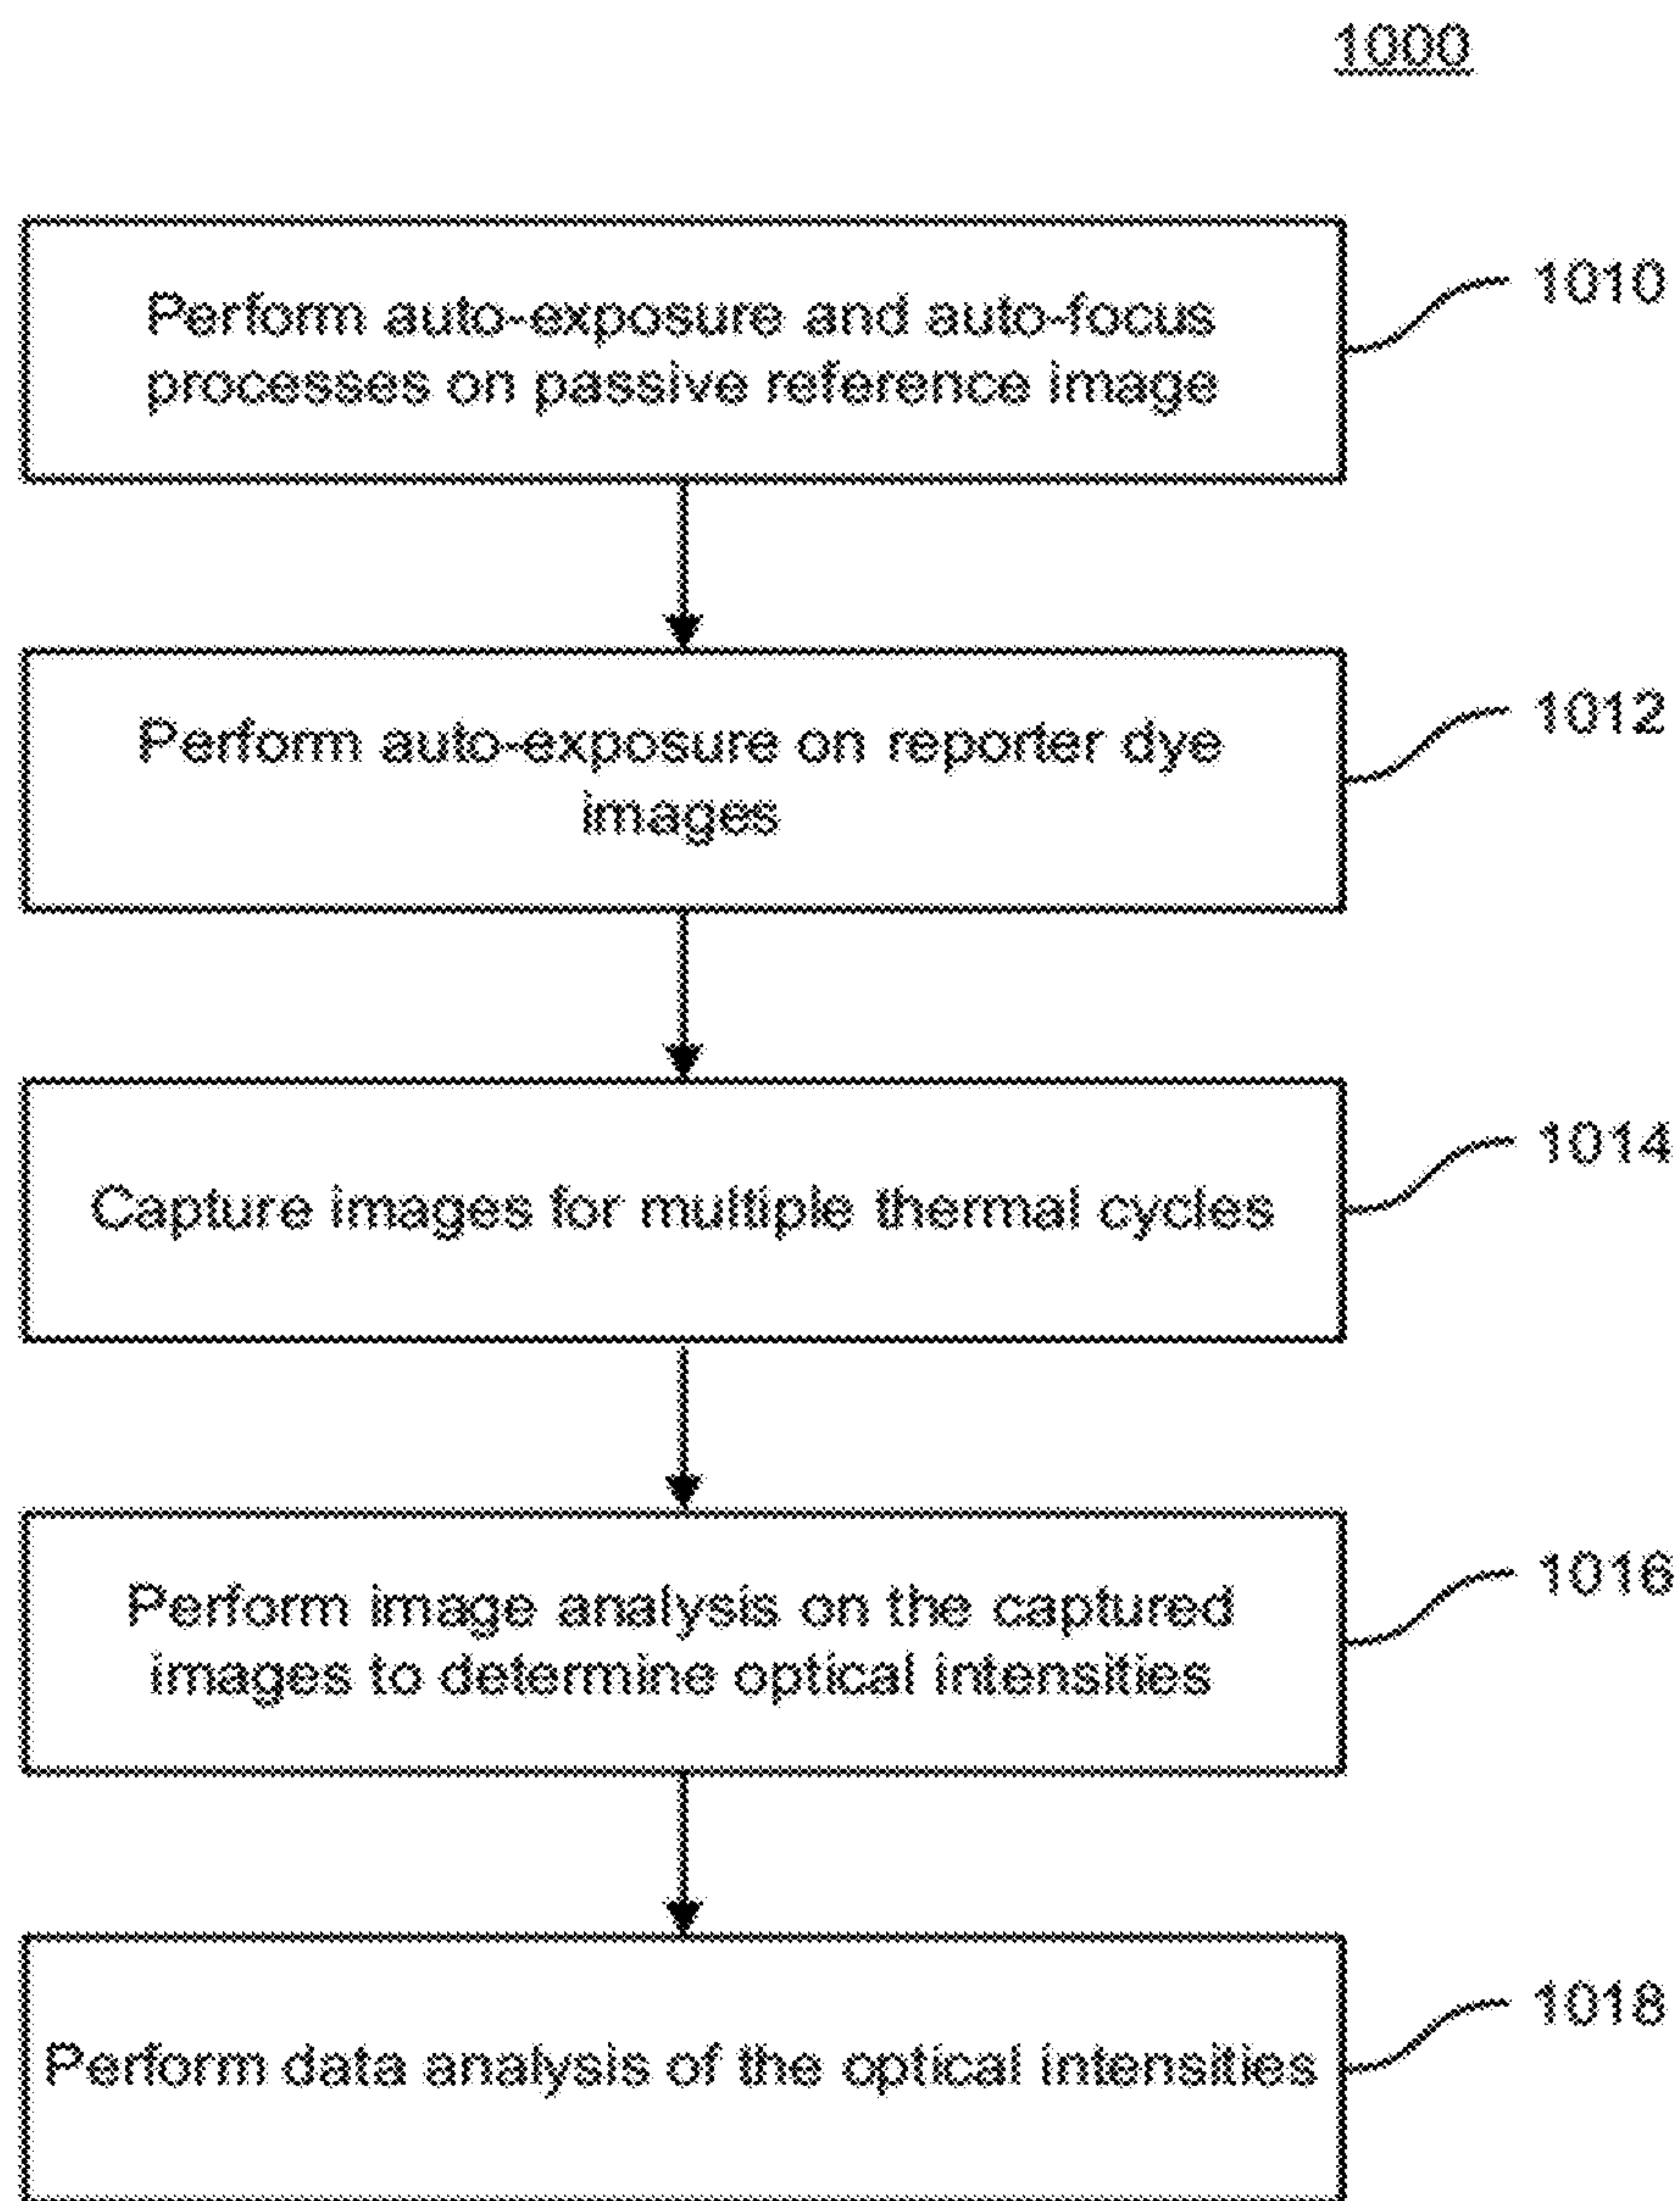 1000
Perform auto-exposure and auto-focus
processes on passive reference image
1010
Perform auto-exposure on reporter dye
images
1012
Capture images for multiple thermal cycles
1014
Perform image analysis on the captured
images to determine optical intensities
1016
Perform data analysis of the optical intensities
1018